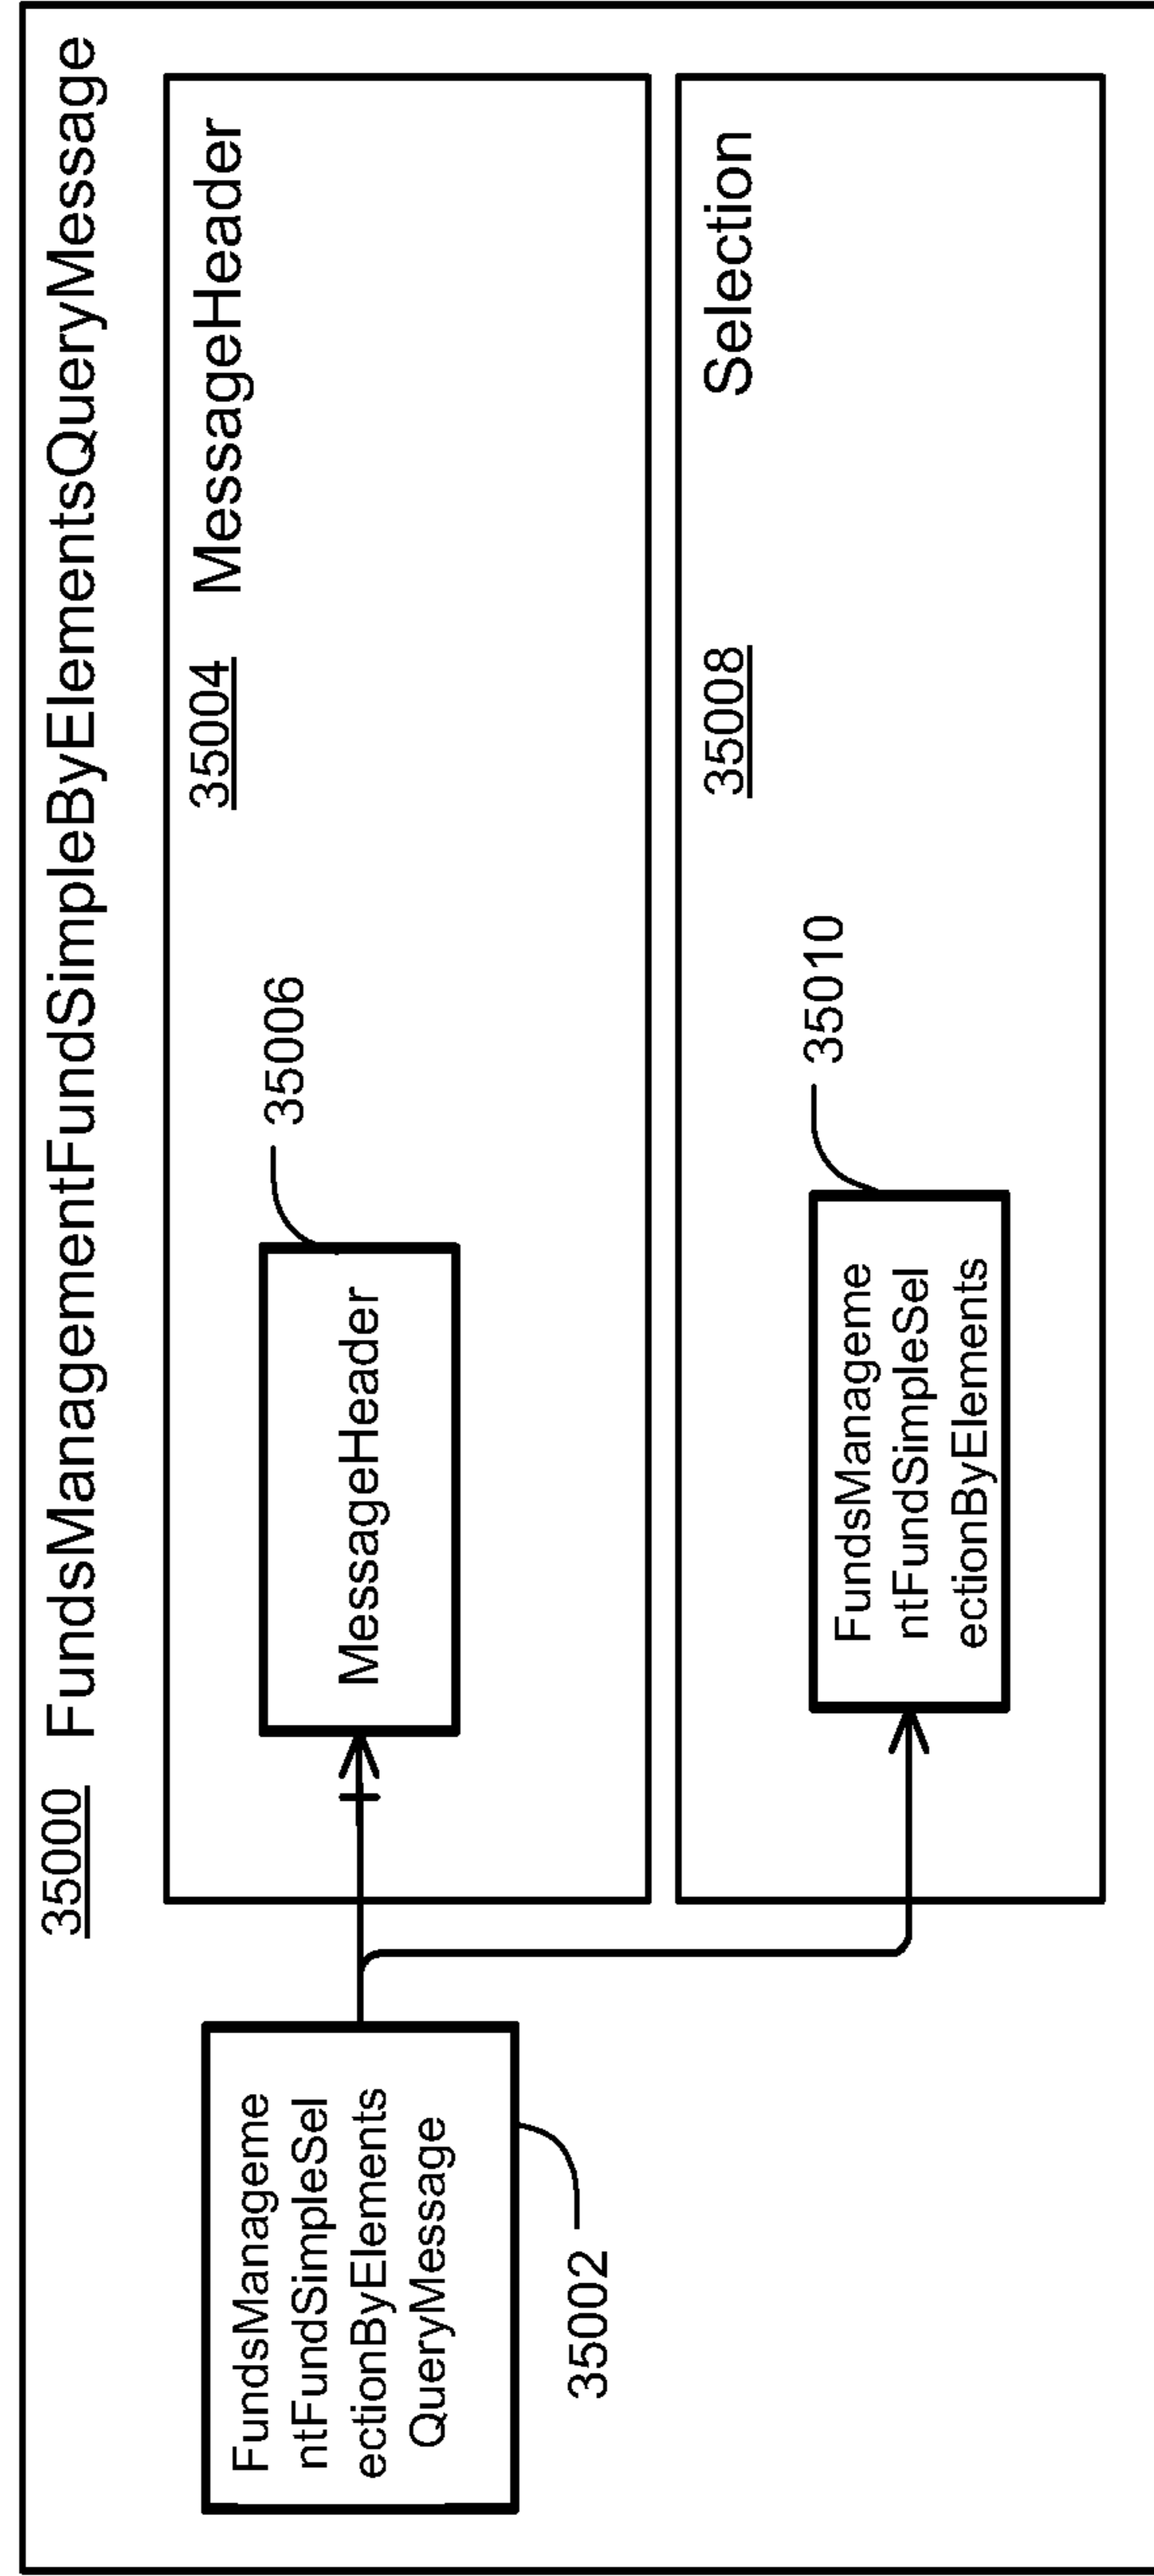 35000 FundsManagementFundSimpleByElementsQueryMessage
35004 MessageHeader
35006
MessageHeader
FundsManageme
ntFundSimpleSel
ectionByElements
QueryMessage
35002
35008 Selection
35010
FundsManageme
ntFundSimpleSel
ectionByElements